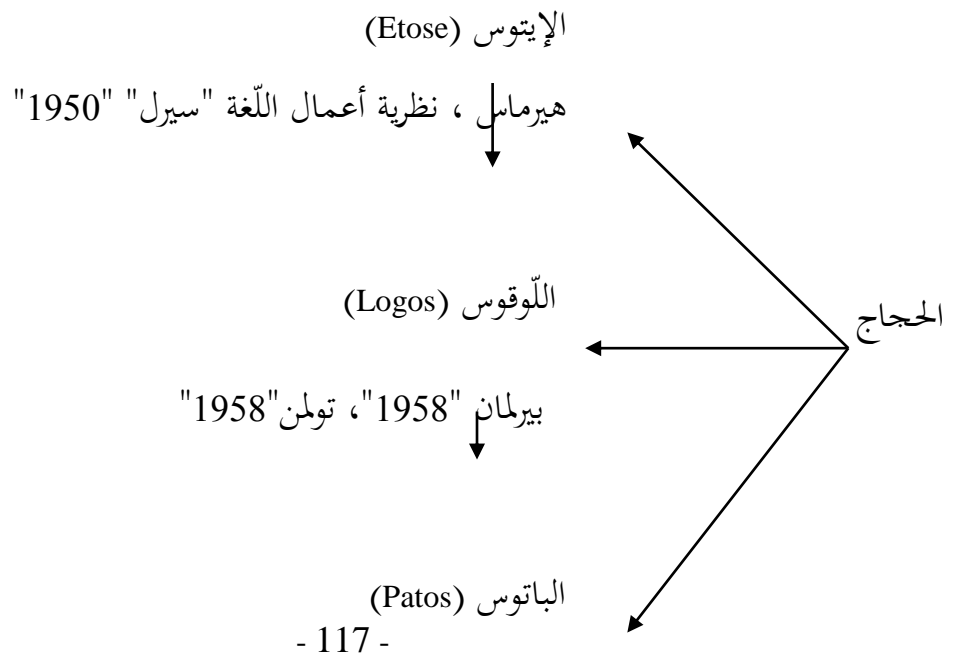 الإيتوس (Etose)
هيرماس ، نظرية أعمال اللّغة "سيرل" "1950"
اللّوقوس (Logos)
الحجاج
بيرلمان "1958"، تولمن"1958"
الباتوس (Patos)
- 117 -